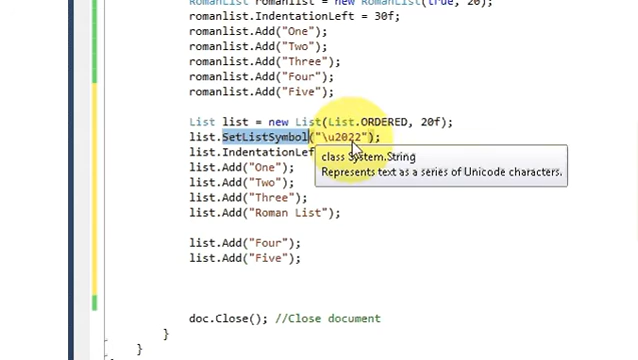 RomanList romanlist = new RomanList(true, 20);
romanlist.IndentationLeft = 30f;
romanlist.Add("One");
romanlist.Add("Two");
romanlist.Add("Three");
romanlist.Add("Four");
romanlist.Add("Five");
List list = new List(List.ORDERED, 20f);
list.SetListSymbol("\u2022");
list.IndentationLef
class System.String
Represents text as a series of Unicode characters.
list.Add("One");
list.Add("Two");
list.Add("Three");
list.Add("Roman List");
list.Add("Four");
list.Add("Five");
doc.Close(); //Close document
}
}